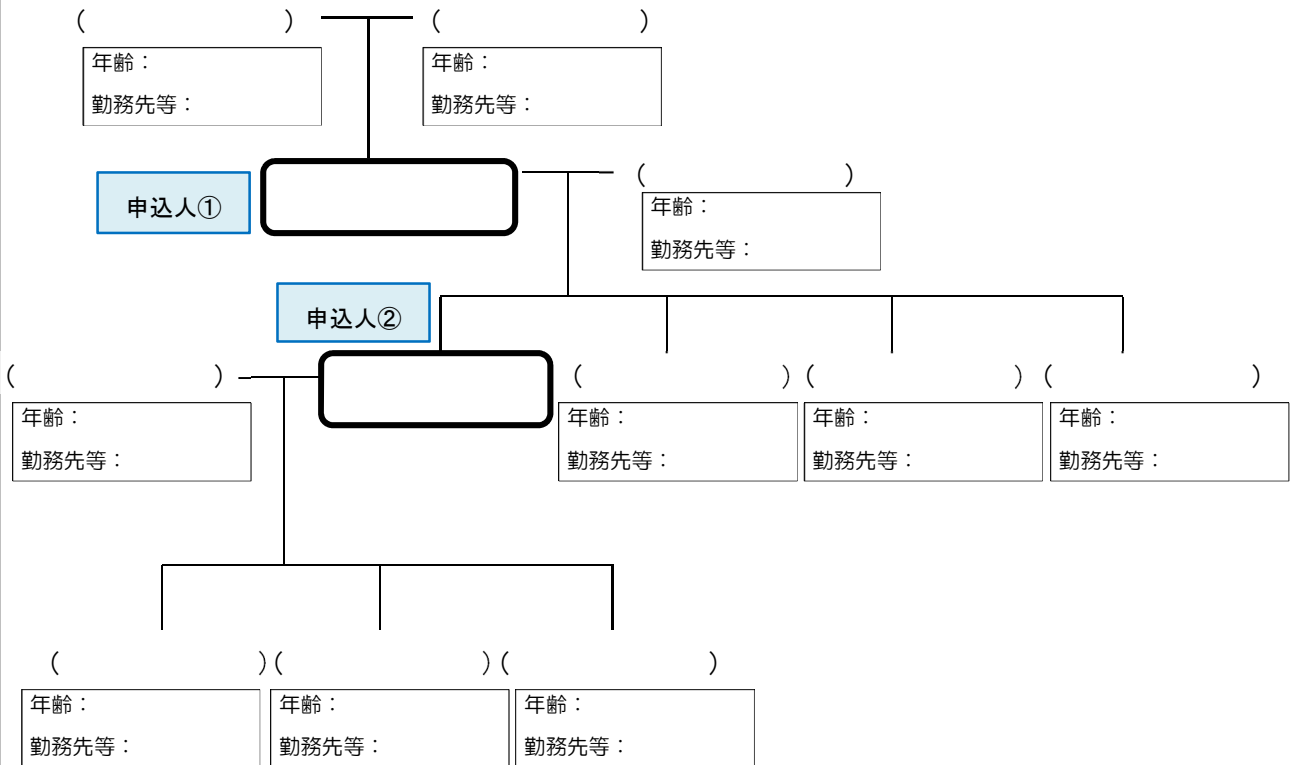 ( ) ( )
年齢： 年齢：
勤務先等： 勤務先等：
申込人① ( )
年齢：
勤務先等：
申込人②
( ) ( ) ( ) ( )
年齢： 年齢： 年齢： 年齢：
勤務先等： 勤務先等： 勤務先等： 勤務先等：
( ) ( ) ( )
年齢： 年齢： 年齢：
勤務先等： 勤務先等： 勤務先等：